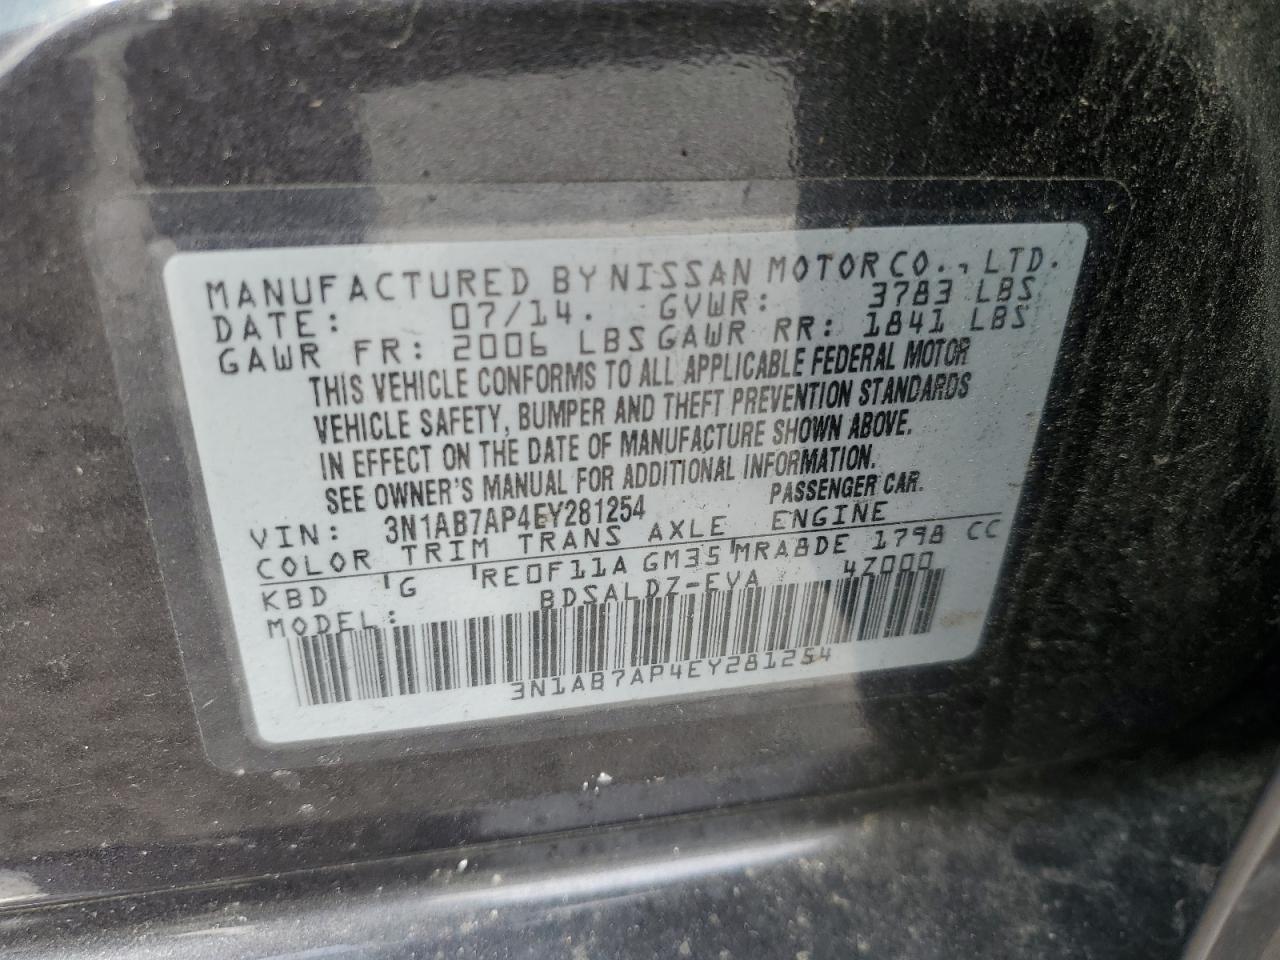 MANUFACTURED BY NISSAN MOTOR CO., LTD.
DATE: 07/14. GVWR: 3783 LBS
GAWR FR: 2006 LBS GAWR RR: 1841 LBS
THIS VEHICLE CONFORMS TO ALL APPLICABLE FEDERAL MOTOR
VEHICLE SAFETY, BUMPER AND THEFT PREVENTION STANDARDS
IN EFFECT ON THE DATE OF MANUFACTURE SHOWN ABOVE.
SEE OWNER'S MANUAL FOR ADDITIONAL INFORMATION.
VIN: 3N1AB7AP4EY281254 PASSENGER CAR.
COLOR TRIM TRANS AXLE ENGINE
KBD G RE0F11A GM35 MRA8DE 1798 CC
MODEL: BDSALDZ-EVA 47000
3N1AB7AP4EY281254